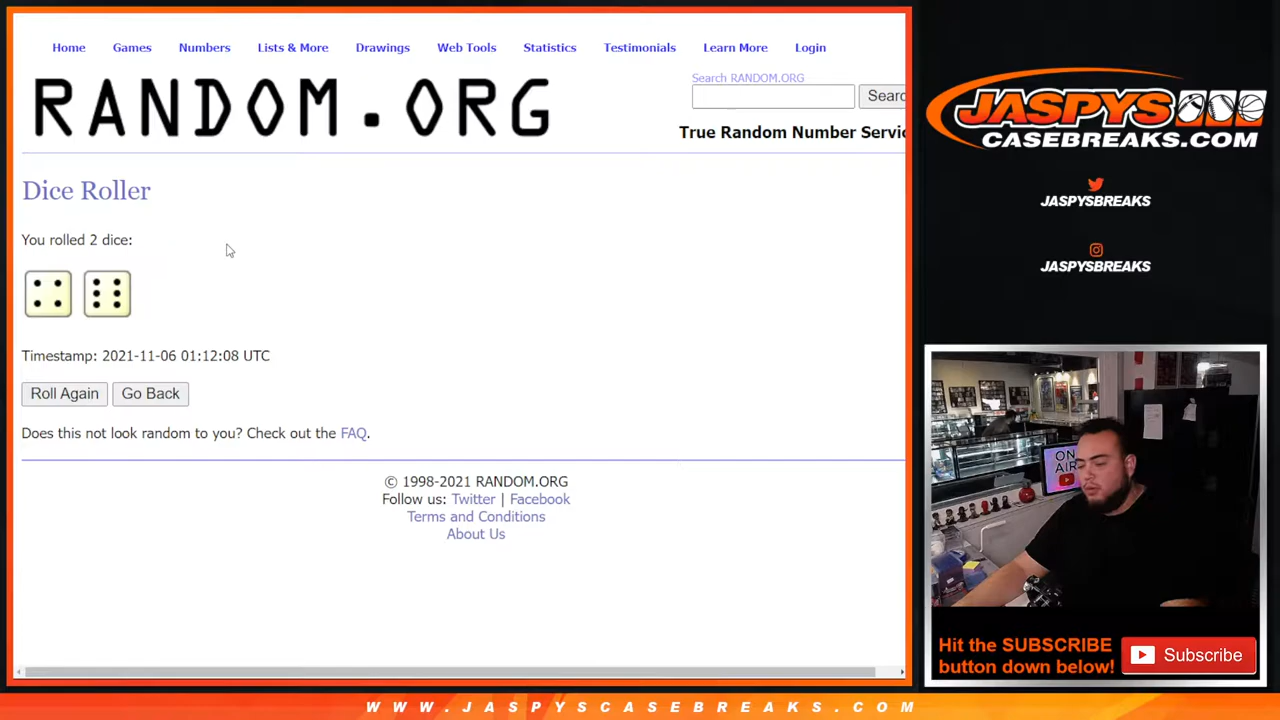 Home Games Numbers Lists & More Drawings Web Tools Statistics Testimonials Learn More Login
RANDOM.ORG
Search RANDOM.ORG
Searc
True Random Number Servic
Dice Roller
You rolled 2 dice:
Timestamp: 2021-11-06 01:12:08 UTC
Roll Again Go Back
Does this not look random to you? Check out the FAQ.
© 1998-2021 RANDOM.ORG
Follow us: Twitter | Facebook
Terms and Conditions
About Us
JASPYS
CASEBREAKS.COM
JASPYSBREAKS
JASPYSBREAKS
ON
AIR
Hit the SUBSCRIBE
button down below!
Subscribe
WWW.JASPYSCASEBREAKS.COM